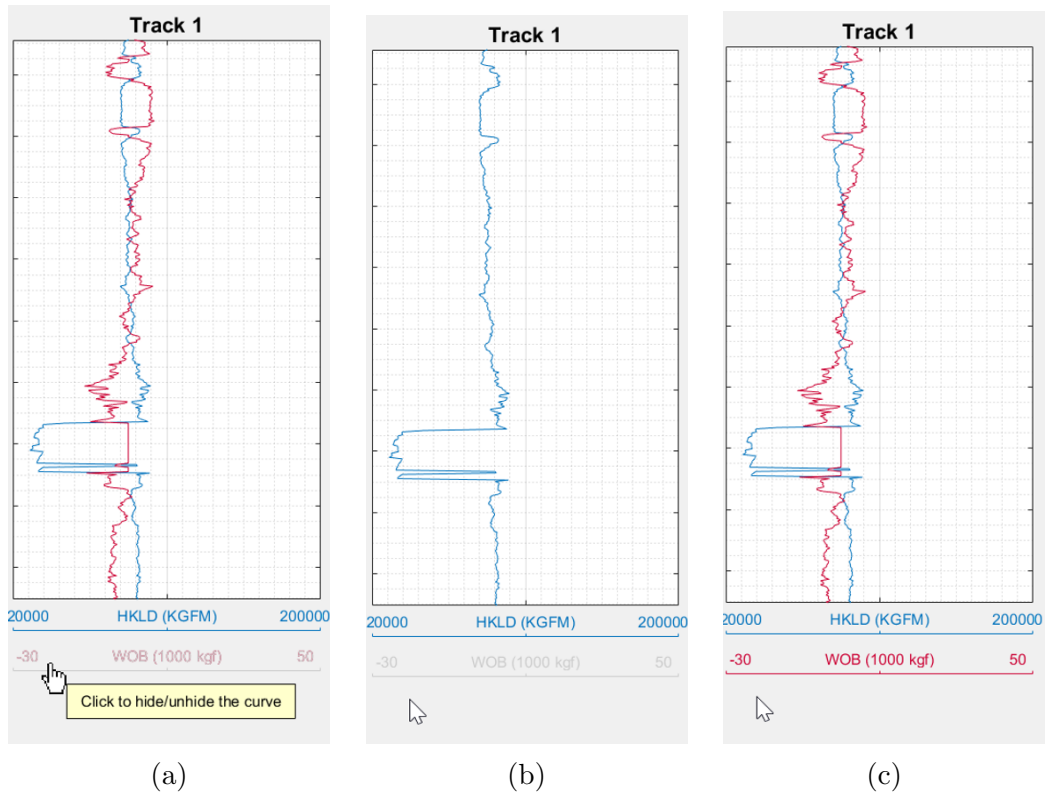 Track 1
20000 HKLD (KGFM) 200000
-30 WOB (1000 kgf) 50
Click to hide/unhide the curve
(a)
Track 1
20000 HKLD (KGFM) 200000
-30 WOB (1000 kgf) 50
(b)
Track 1
20000 HKLD (KGFM) 200000
-30 WOB (1000 kgf) 50
(c)